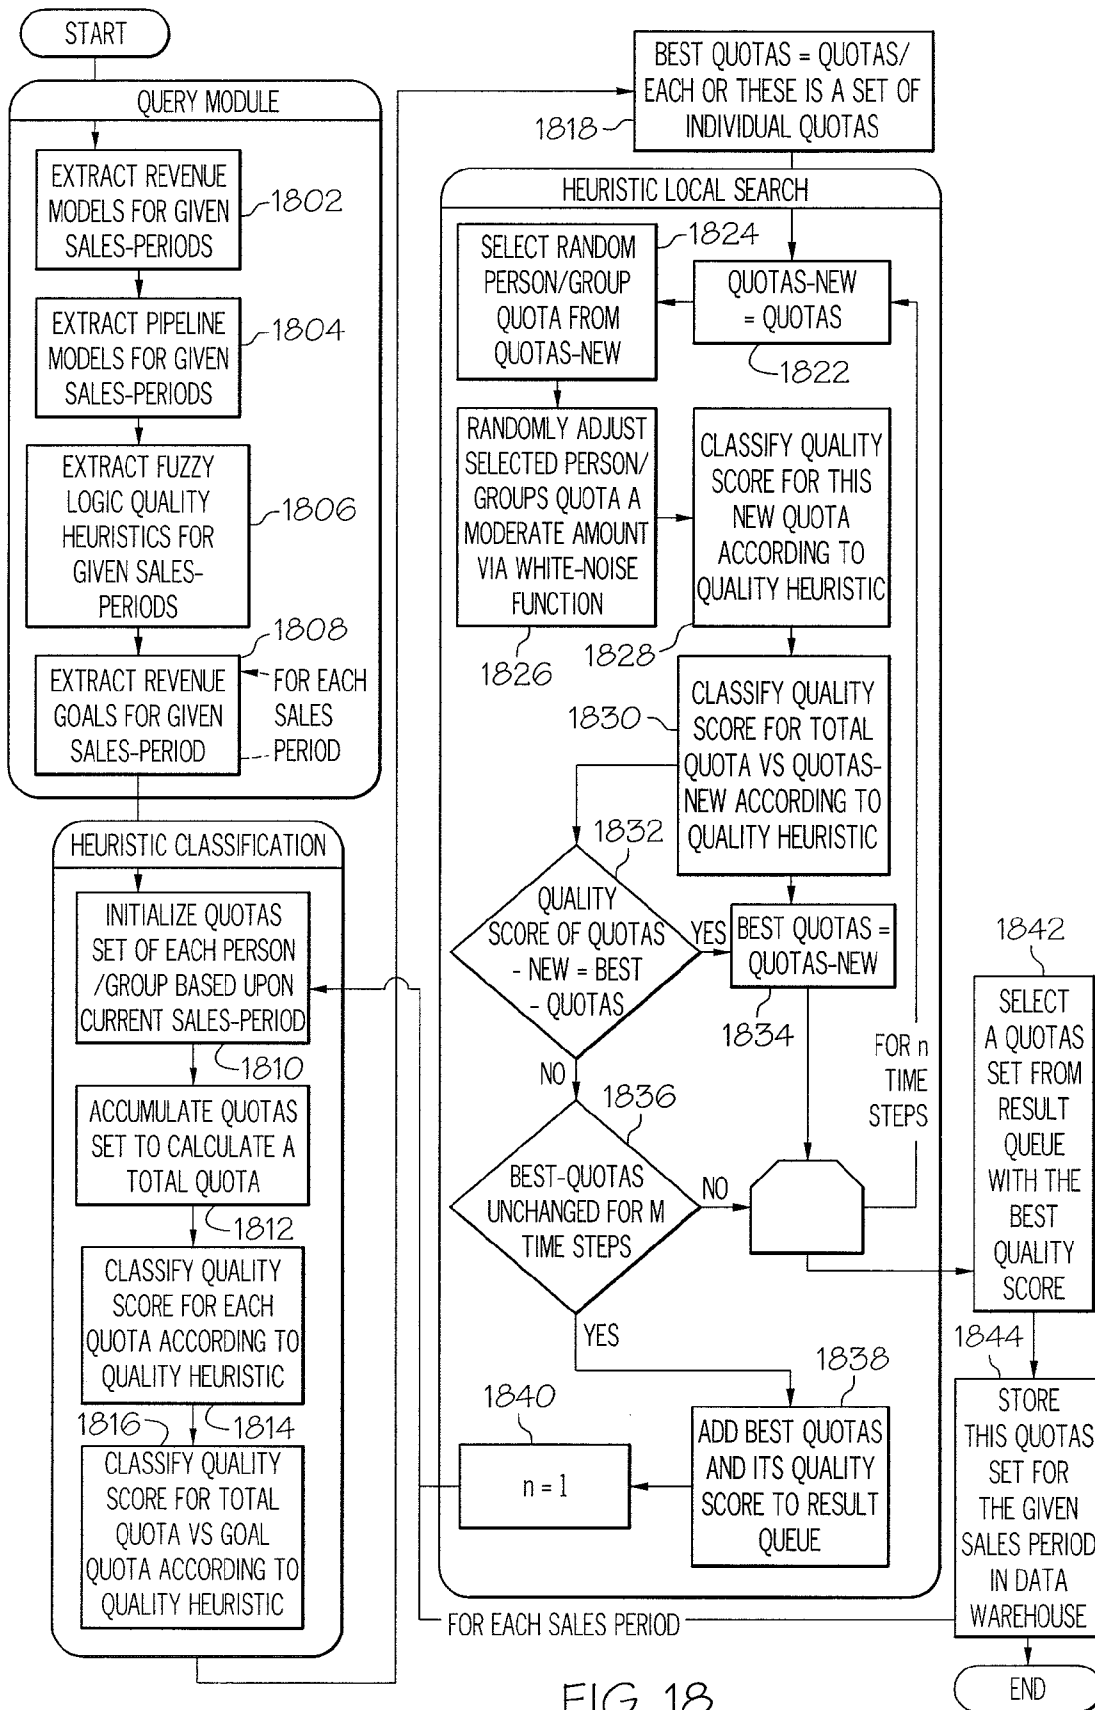 START
QUERY MODULE
EXTRACT REVENUE
MODELS FOR GIVEN
SALES-PERIODS
1802
EXTRACT PIPELINE
MODELS FOR GIVEN
SALES-PERIODS
1804
EXTRACT FUZZY
LOGIC QUALITY
HEURISTICS FOR
GIVEN SALES-
PERIODS
1806
1808
EXTRACT REVENUE
GOALS FOR GIVEN
SALES-PERIOD
FOR EACH
SALES
PERIOD
HEURISTIC CLASSIFICATION
INITIALIZE QUOTAS
SET OF EACH PERSON
/GROUP BASED UPON
CURRENT SALES-PERIOD
1810
ACCUMULATE QUOTAS
SET TO CALCULATE A
TOTAL QUOTA
1812
CLASSIFY QUALITY
SCORE FOR EACH
QUOTA ACCORDING TO
QUALITY HEURISTIC
1814
1816
CLASSIFY QUALITY
SCORE FOR TOTAL
QUOTA VS GOAL
QUOTA ACCORDING TO
QUALITY HEURISTIC
BEST QUOTAS = QUOTAS/
EACH OR THESE IS A SET OF
INDIVIDUAL QUOTAS
1818
HEURISTIC LOCAL SEARCH
QUOTAS-NEW
= QUOTAS
1822
1824
SELECT RANDOM
PERSON/GROUP
QUOTA FROM
QUOTAS-NEW
RANDOMLY ADJUST
SELECTED PERSON/
GROUPS QUOTA A
MODERATE AMOUNT
VIA WHITE-NOISE
FUNCTION
1826
CLASSIFY QUALITY
SCORE FOR THIS
NEW QUOTA
ACCORDING TO
QUALITY HEURISTIC
1828
1830
CLASSIFY QUALITY
SCORE FOR TOTAL
QUOTA VS QUOTAS-
NEW ACCORDING TO
QUALITY HEURISTIC
1832
QUALITY
SCORE OF QUOTAS
- NEW = BEST
- QUOTAS
YES
BEST QUOTAS =
QUOTAS-NEW
1834
NO
1836
BEST-QUOTAS
UNCHANGED FOR M
TIME STEPS
NO
FOR n
TIME
STEPS
YES
1838
ADD BEST QUOTAS
AND ITS QUALITY
SCORE TO RESULT
QUEUE
1840
n = 1
1842
SELECT
A QUOTAS
SET FROM
RESULT
QUEUE
WITH THE
BEST
QUALITY
SCORE
1844
STORE
THIS QUOTAS
SET FOR
THE GIVEN
SALES PERIOD
IN DATA
WAREHOUSE
FOR EACH SALES PERIOD
END
FIG. 18